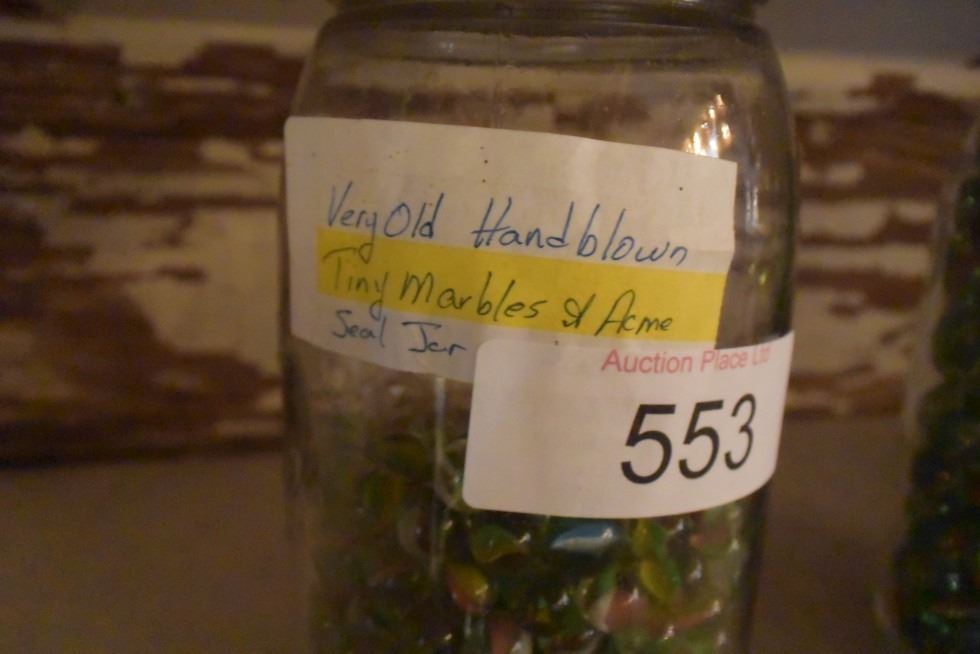 Very Old Handblown
Tiny Marbles & Acme
Seal Jar
Auction Place Ltd
553